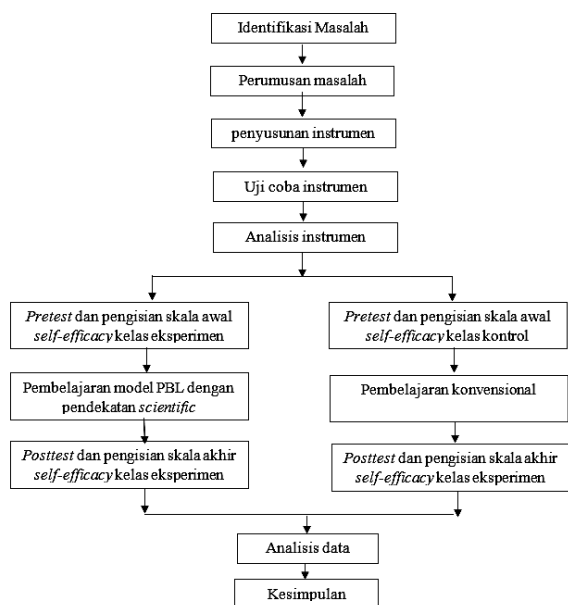 Identifikasi Masalah
Perumusan masalah
penyusunan instrumen
Uji coba instrumen
Analisis instrumen
Pretest dan pengisian skala awal
self-efficacy kelas eksperimen
Pretest dan pengisian skala awal
self-efficacy kelas kontrol
Pembelajaran model PBL dengan
pendekatan scientific
Pembelajaran konvensional
Posttest dan pengisian skala akhir
self-efficacy kelas eksperimen
Posttest dan pengisian skala akhir
self-efficacy kelas eksperimen
Analisis data
Kesimpulan